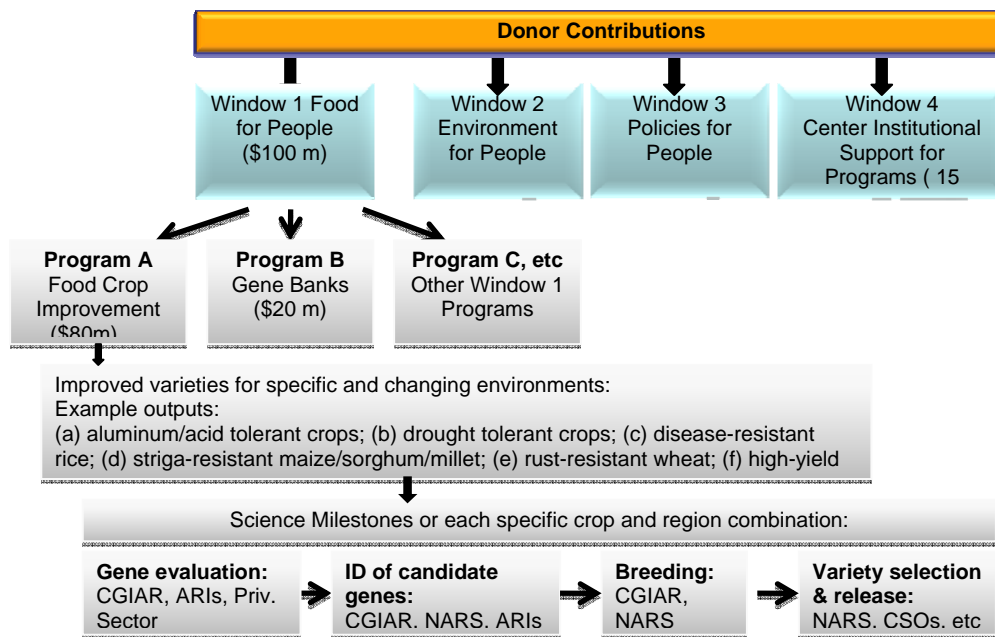 Donor Contributions
Window 1 Food
for People
($100 m)
Window 2
Environment
for People
Window 3
Policies for
People
Window 4
Center Institutional
Support for
Programs ( 15
Program A
Food Crop
Improvement
($80m)
Program B
Gene Banks
($20 m)
Program C, etc
Other Window 1
Programs
Improved varieties for specific and changing environments:
Example outputs:
(a) aluminum/acid tolerant crops; (b) drought tolerant crops; (c) disease-resistant
rice; (d) striga-resistant maize/sorghum/millet; (e) rust-resistant wheat; (f) high-yield
Science Milestones or each specific crop and region combination:
Gene evaluation:
CGIAR, ARIs, Priv.
Sector
ID of candidate
genes:
CGIAR. NARS. ARIs
Breeding:
CGIAR,
NARS
Variety selection
& release:
NARS. CSOs. etc